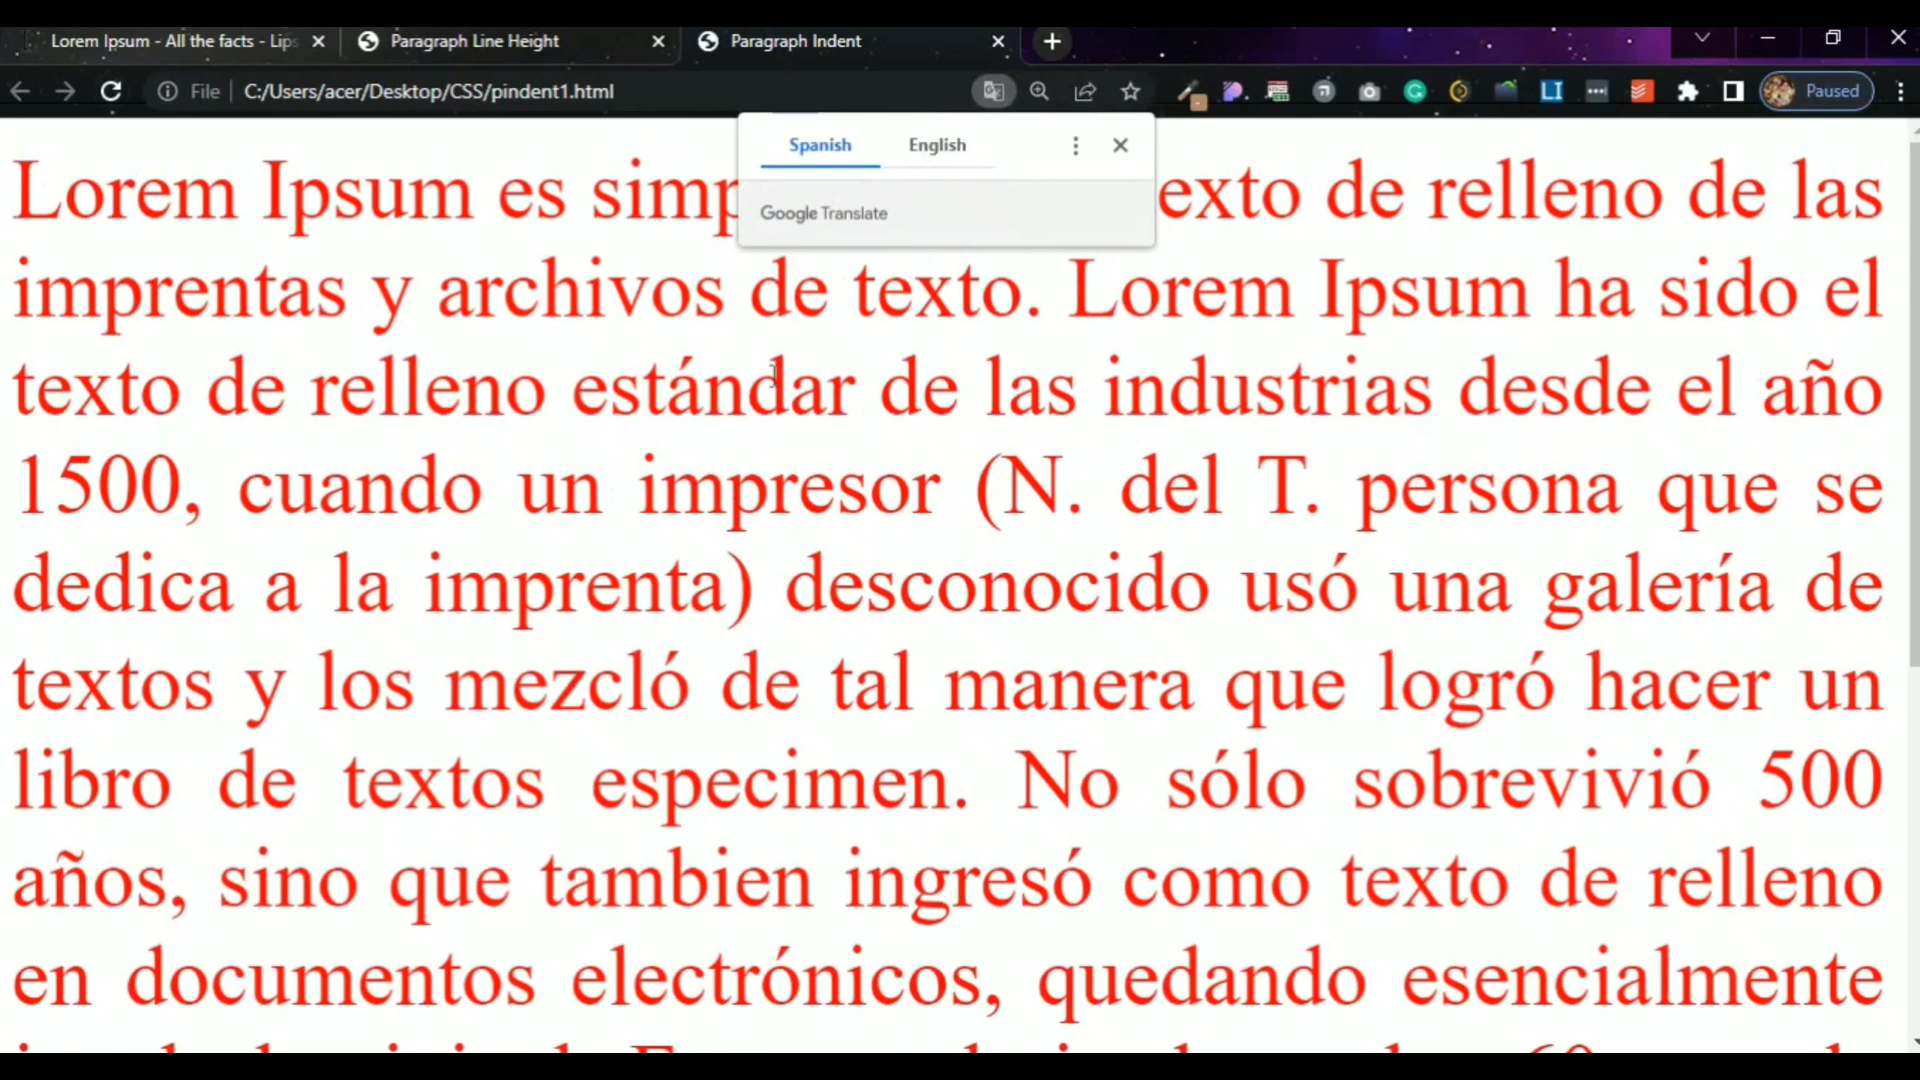 Lorem Ipsum - All the facts - Lips
Paragraph Line Height
Paragraph Indent
File
C:/Users/acer/Desktop/CSS/pindent1.html
Paused
Spanish
English
Google Translate
Lorem Ipsum es simp exto de relleno de las
imprentas y archivos de texto. Lorem Ipsum ha sido el
texto de relleno estándar de las industrias desde el año
1500, cuando un impresor (N. del T. persona que se
dedica a la imprenta) desconocido usó una galería de
textos y los mezcló de tal manera que logró hacer un
libro de textos especimen. No sólo sobrevivió 500
años, sino que tambien ingresó como texto de relleno
en documentos electrónicos, quedando esencialmente